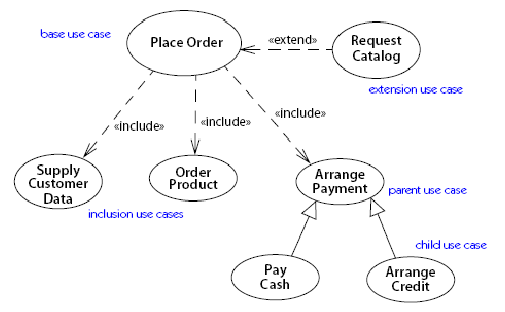 base use case
Place Order
«extend»
Request
Catalog
extension use case
«include»
«include»
«include»
Supply
Customer
Data
Order
Product
Arrange
Payment
parent use case
inclusion use cases
child use case
Pay
Cash
Arrange
Credit